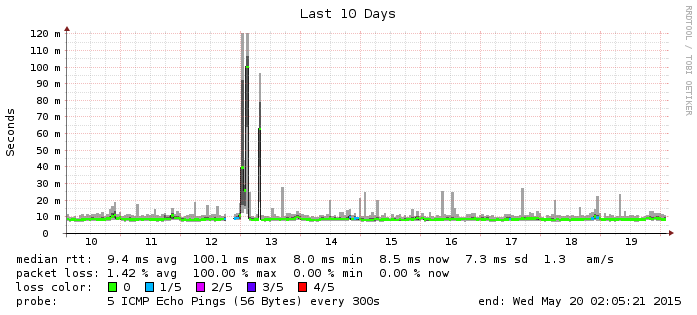 Last 10 Days
RRDTOOL / TOBI OETIKER
Seconds
120 m
110 m
100 m
90 m
80 m
70 m
60 m
50 m
40 m
30 m
20 m
10 m
0
10 11 12 13 14 15 16 17 18 19
median rtt: 9.4 ms avg 100.1 ms max 8.0 ms min 8.5 ms now 7.3 ms sd 1.3 am/s
packet loss: 1.42 % avg 100.00 % max 0.00 % min 0.00 % now
loss color: 0 1/5 2/5 3/5 4/5
probe: 5 ICMP Echo Pings (56 Bytes) every 300s end: Wed May 20 02:05:21 2015